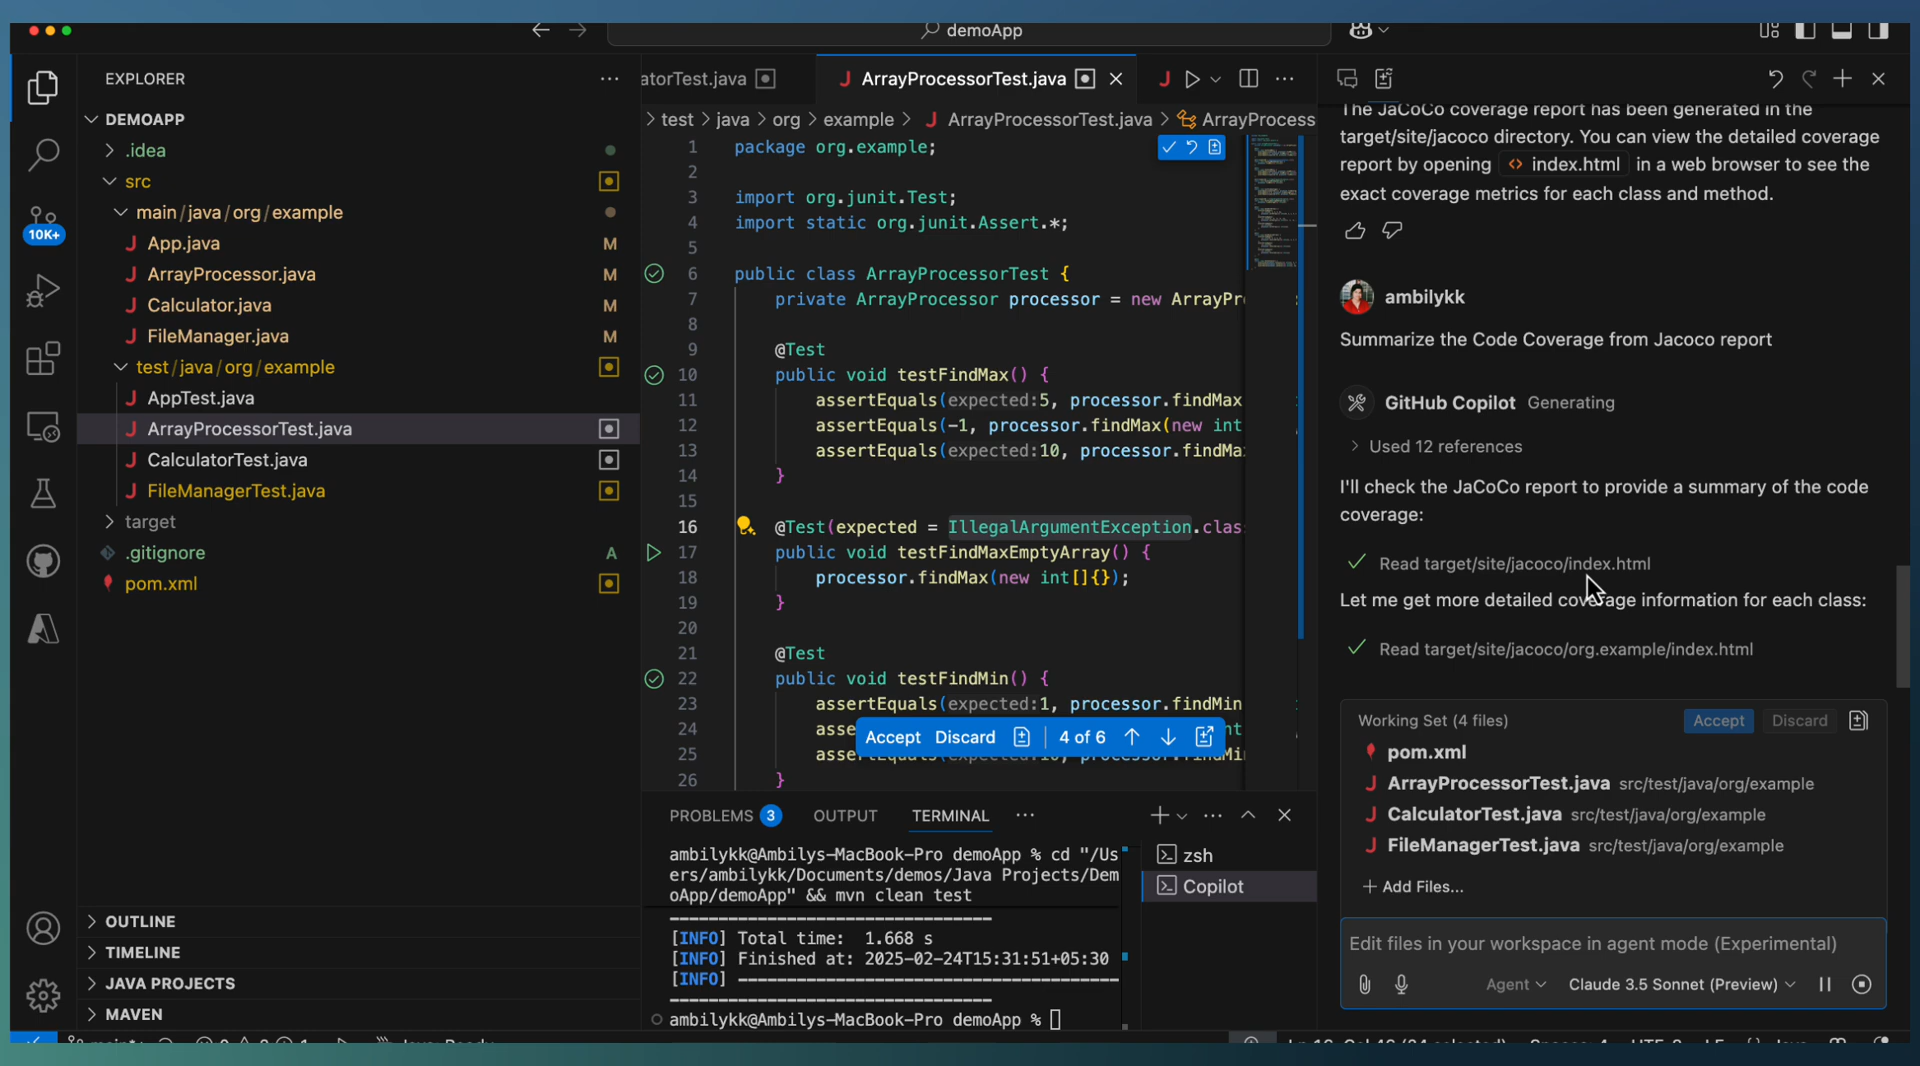 demoApp
EXPLORER
DEMOAPP
.idea
src
main/java/org/example
App.java M
ArrayProcessor.java M
Calculator.java M
FileManager.java M
test/java/org/example
AppTest.java
ArrayProcessorTest.java
CalculatorTest.java
FileManagerTest.java
target
.gitignore A
pom.xml
10K+
OUTLINE
TIMELINE
JAVA PROJECTS
MAVEN
atorTest.java
ArrayProcessorTest.java
test > java > org > example > ArrayProcessorTest.java > ArrayProcess
1 package org.example;
2
3 import org.junit.Test;
4 import static org.junit.Assert.*;
5
6 public class ArrayProcessorTest {
7 private ArrayProcessor processor = new ArrayPr
8
9 @Test
10 public void testFindMax() {
11 assertEquals(expected:5, processor.findMax
12 assertEquals(-1, processor.findMax(new int
13 assertEquals(expected:10, processor.findMa
14 }
15
16 @Test(expected = IllegalArgumentException.clas
17 public void testFindMaxEmptyArray() {
18 processor.findMax(new int[]{});
19 }
20
21 @Test
22 public void testFindMin() {
23 assertEquals(expected:1, processor.findMin
24 asse
25
26 }
Accept Discard 4 of 6
PROBLEMS 3 OUTPUT TERMINAL
ambilykk@Ambilys-MacBook-Pro demoApp % cd "/Us
ers/ambilykk/Documents/demos/Java Projects/Dem
oApp/demoApp" && mvn clean test
[INFO] Total time:  1.668 s
[INFO] Finished at: 2025-02-24T15:31:51+05:30
[INFO] ----------------------------------------
ambilykk@Ambilys-MacBook-Pro demoApp %
zsh
Copilot
The JaCoCo coverage report has been generated in the
target/site/jacoco directory. You can view the detailed coverage
report by opening <> index.html in a web browser to see the
exact coverage metrics for each class and method.
ambilykk
Summarize the Code Coverage from Jacoco report
GitHub Copilot Generating
Used 12 references
I'll check the JaCoCo report to provide a summary of the code
coverage:
Read target/site/jacoco/index.html
Let me get more detailed coverage information for each class:
Read target/site/jacoco/org.example/index.html
Working Set (4 files) Accept Discard
pom.xml
ArrayProcessorTest.java src/test/java/org/example
CalculatorTest.java src/test/java/org/example
FileManagerTest.java src/test/java/org/example
+ Add Files...
Edit files in your workspace in agent mode (Experimental)
Agent Claude 3.5 Sonnet (Preview)